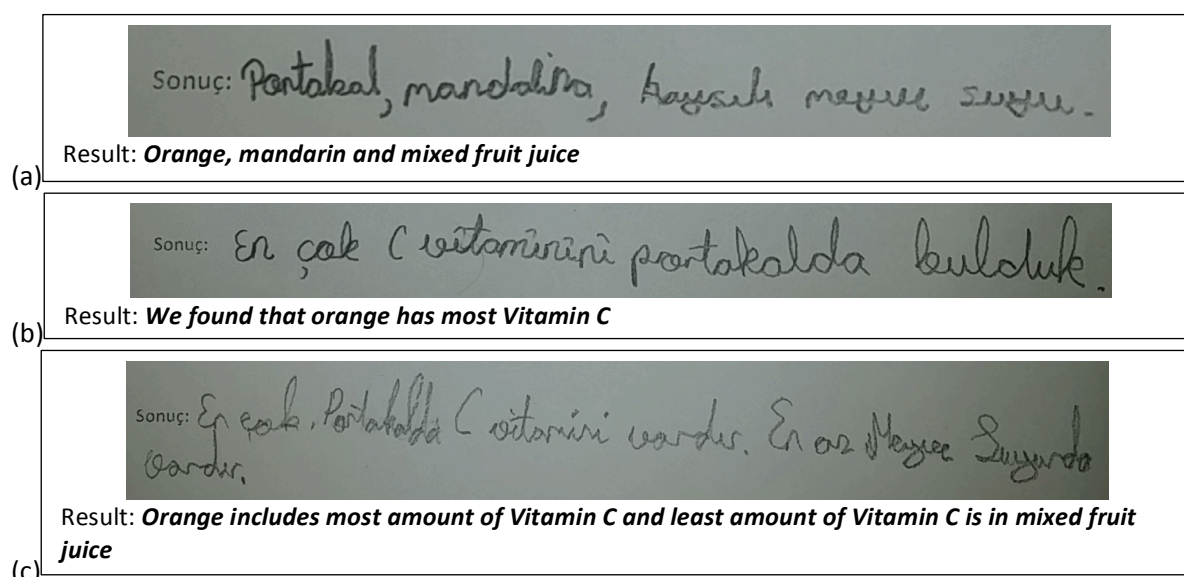 Sonuç: Portakal, mandalina, karışık meyve suyu.
Result: Orange, mandarin and mixed fruit juice
(a)
Sonuç: En çok C vitaminini portakalda bulduk.
Result: We found that orange has most Vitamin C
(b)
Sonuç: En çok Portakalda C vitamini vardır. En az Meyve Suyunda
vardır.
Result: Orange includes most amount of Vitamin C and least amount of Vitamin C is in mixed fruit
juice
(c)